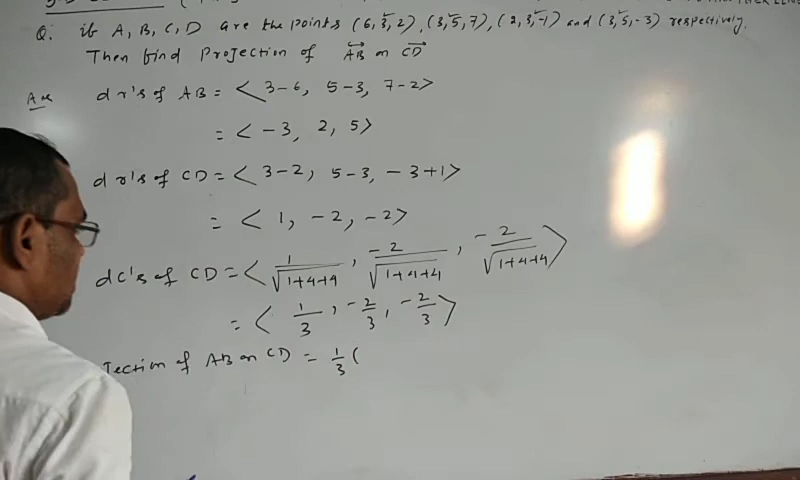 Q. if A, B, C, D are the points (6, 3, 2), (3, 5, 7), (2, 3, -1) and (3, 5, -3) respectively.
Then find Projection of AB on CD
Ans dr's of AB = < 3-6, 5-3, 7-2>
= < -3, 2, 5>
dr's of CD = < 3-2, 5-3, -3+1>
= < 1, -2, -2>
dc's of CD = < 1/√1+4+4, -2/√1+4+4, -2/√1+4+4 >
= < 1/3, -2/3, -2/3 >
jection of AB on CD = 1/3 (